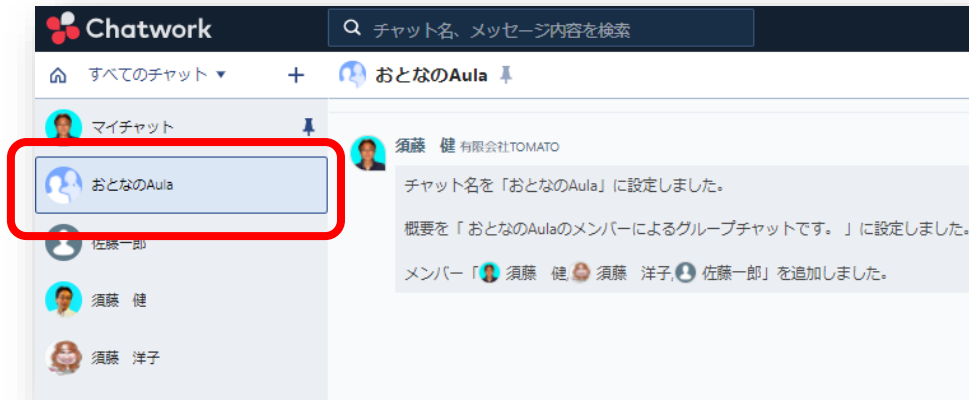 Chatwork
チャット名、メッセージ内容を検索
すべてのチャット ▼ +
おとなのAula
マイチャット
おとなのAula
佐藤一郎
須藤 健
須藤 洋子
須藤 健 有限会社TOMATO
チャット名を「おとなのAula」に設定しました。
概要を「 おとなのAulaのメンバーによるグループチャットです。 」に設定しました。
メンバー「 須藤 健, 須藤 洋子, 佐藤一郎」を追加しました。